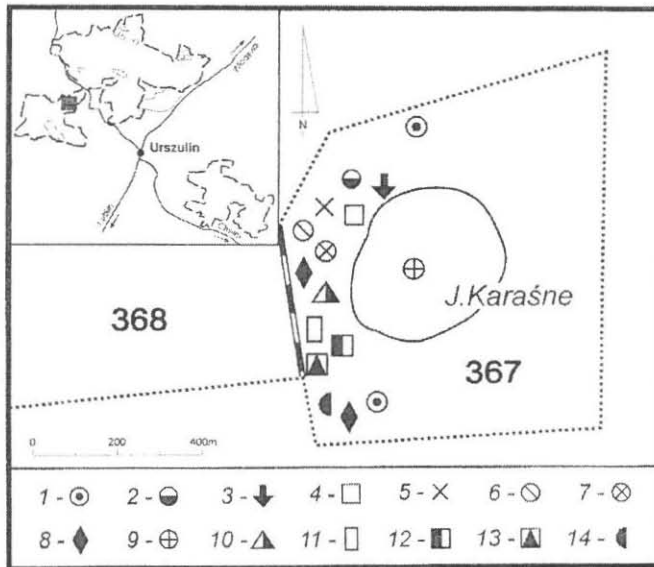 Urszulin
N
J.Karaśne
368
367
0 200 400m
1 - 2 - 3 - 4 - 5 - 6 - 7 -
8 - 9 - 10 - 11 - 12 - 13 - 14 -